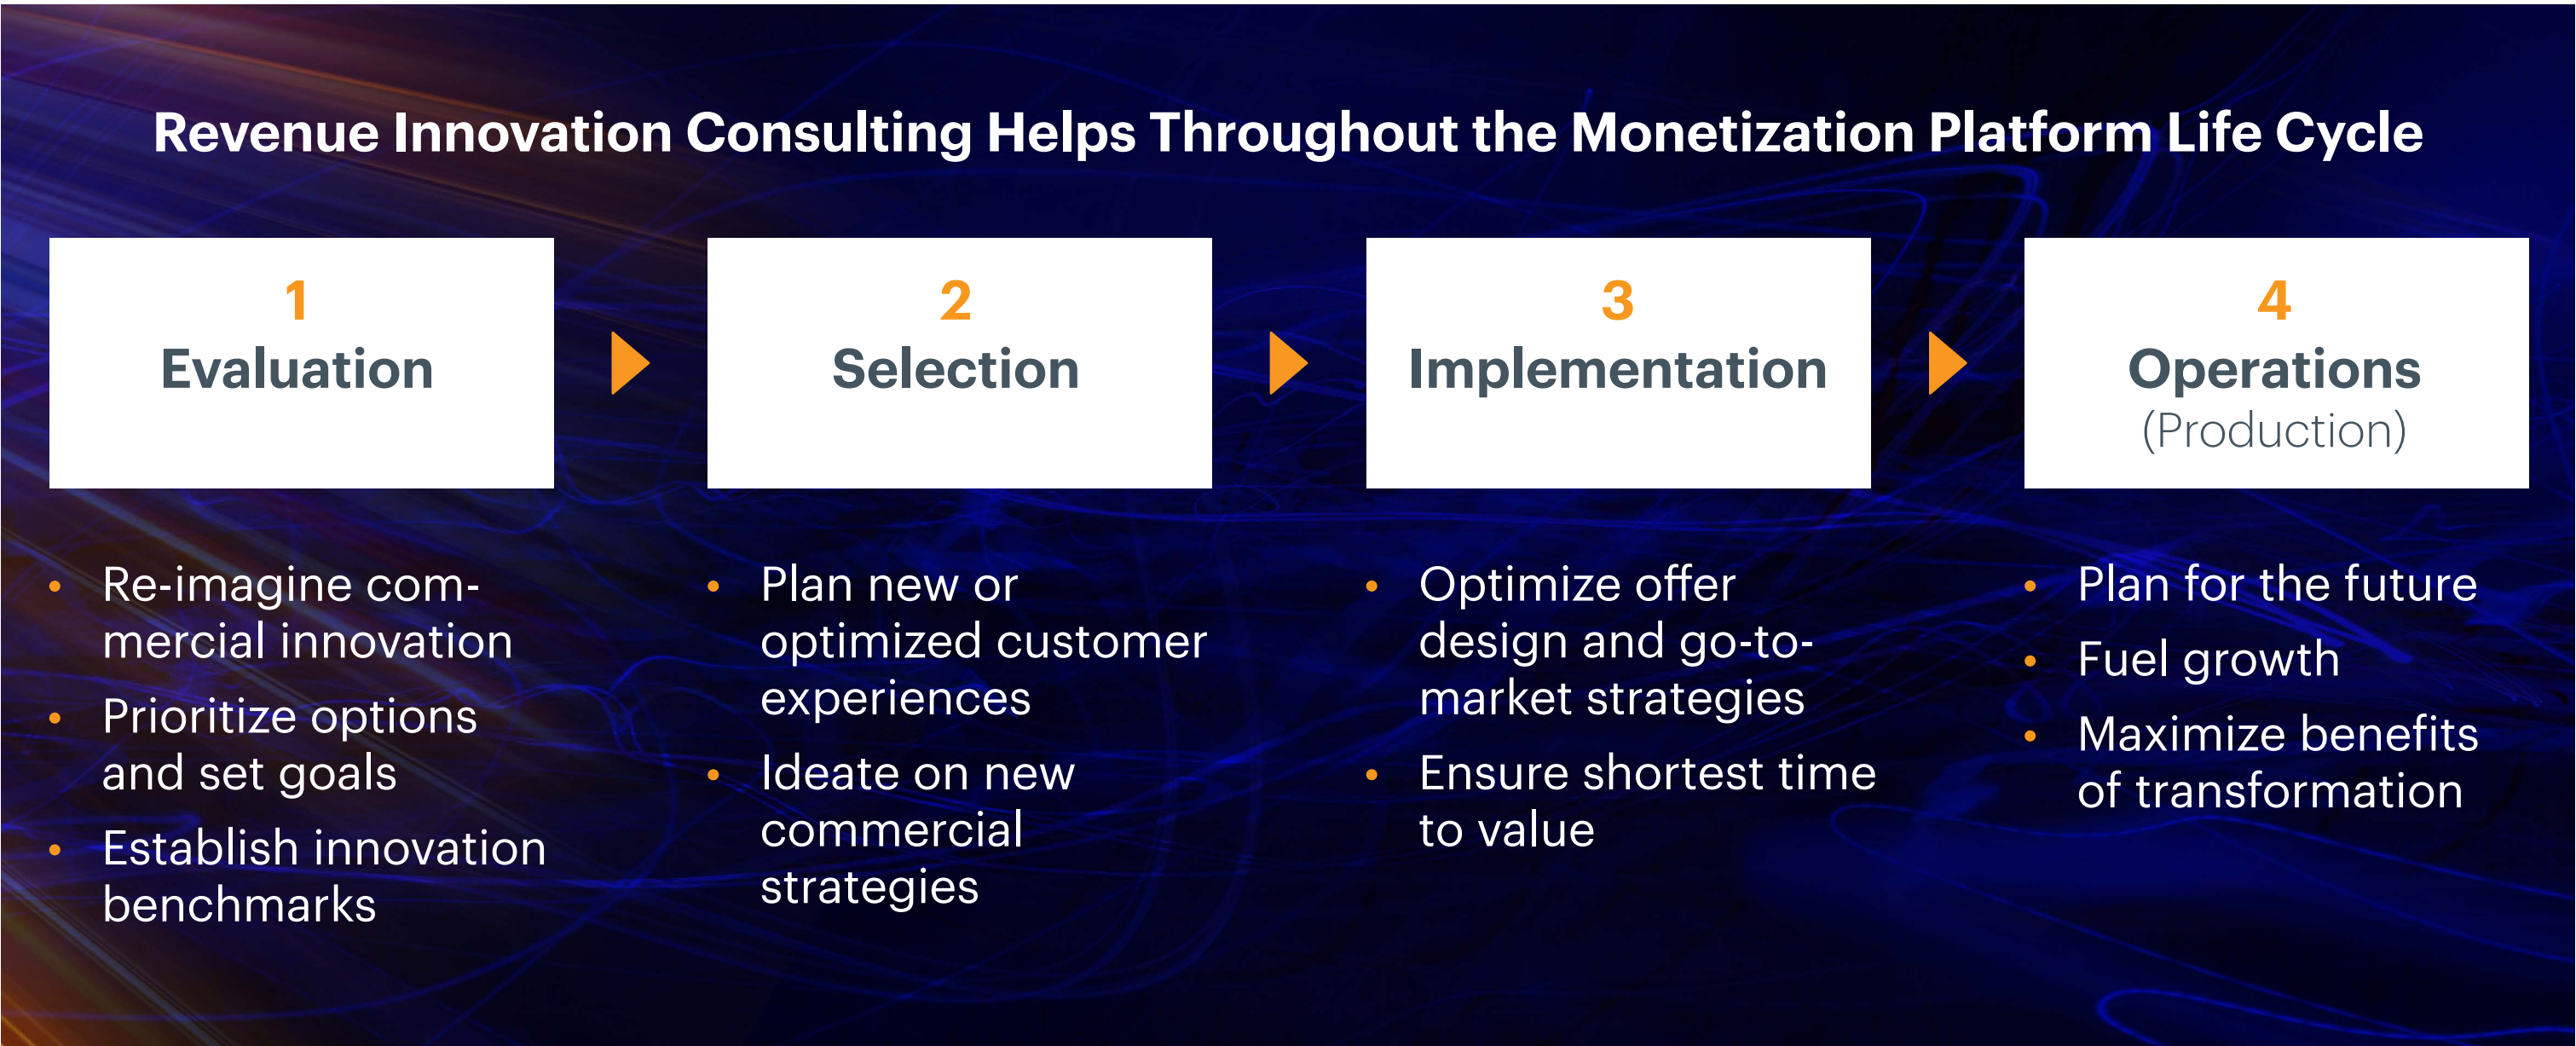 Revenue Innovation Consulting Helps Throughout the Monetization Platform Life Cycle
1
Evaluation
• Re-imagine com-
mercial innovation
• Prioritize options
and set goals
• Establish innovation
benchmarks
2
Selection
• Plan new or
optimized customer
experiences
• Ideate on new
commercial
strategies
3
Implementation
• Optimize offer
design and go-to-
market strategies
• Ensure shortest time
to value
4
Operations
(Production)
• Plan for the future
• Fuel growth
• Maximize benefits
of transformation